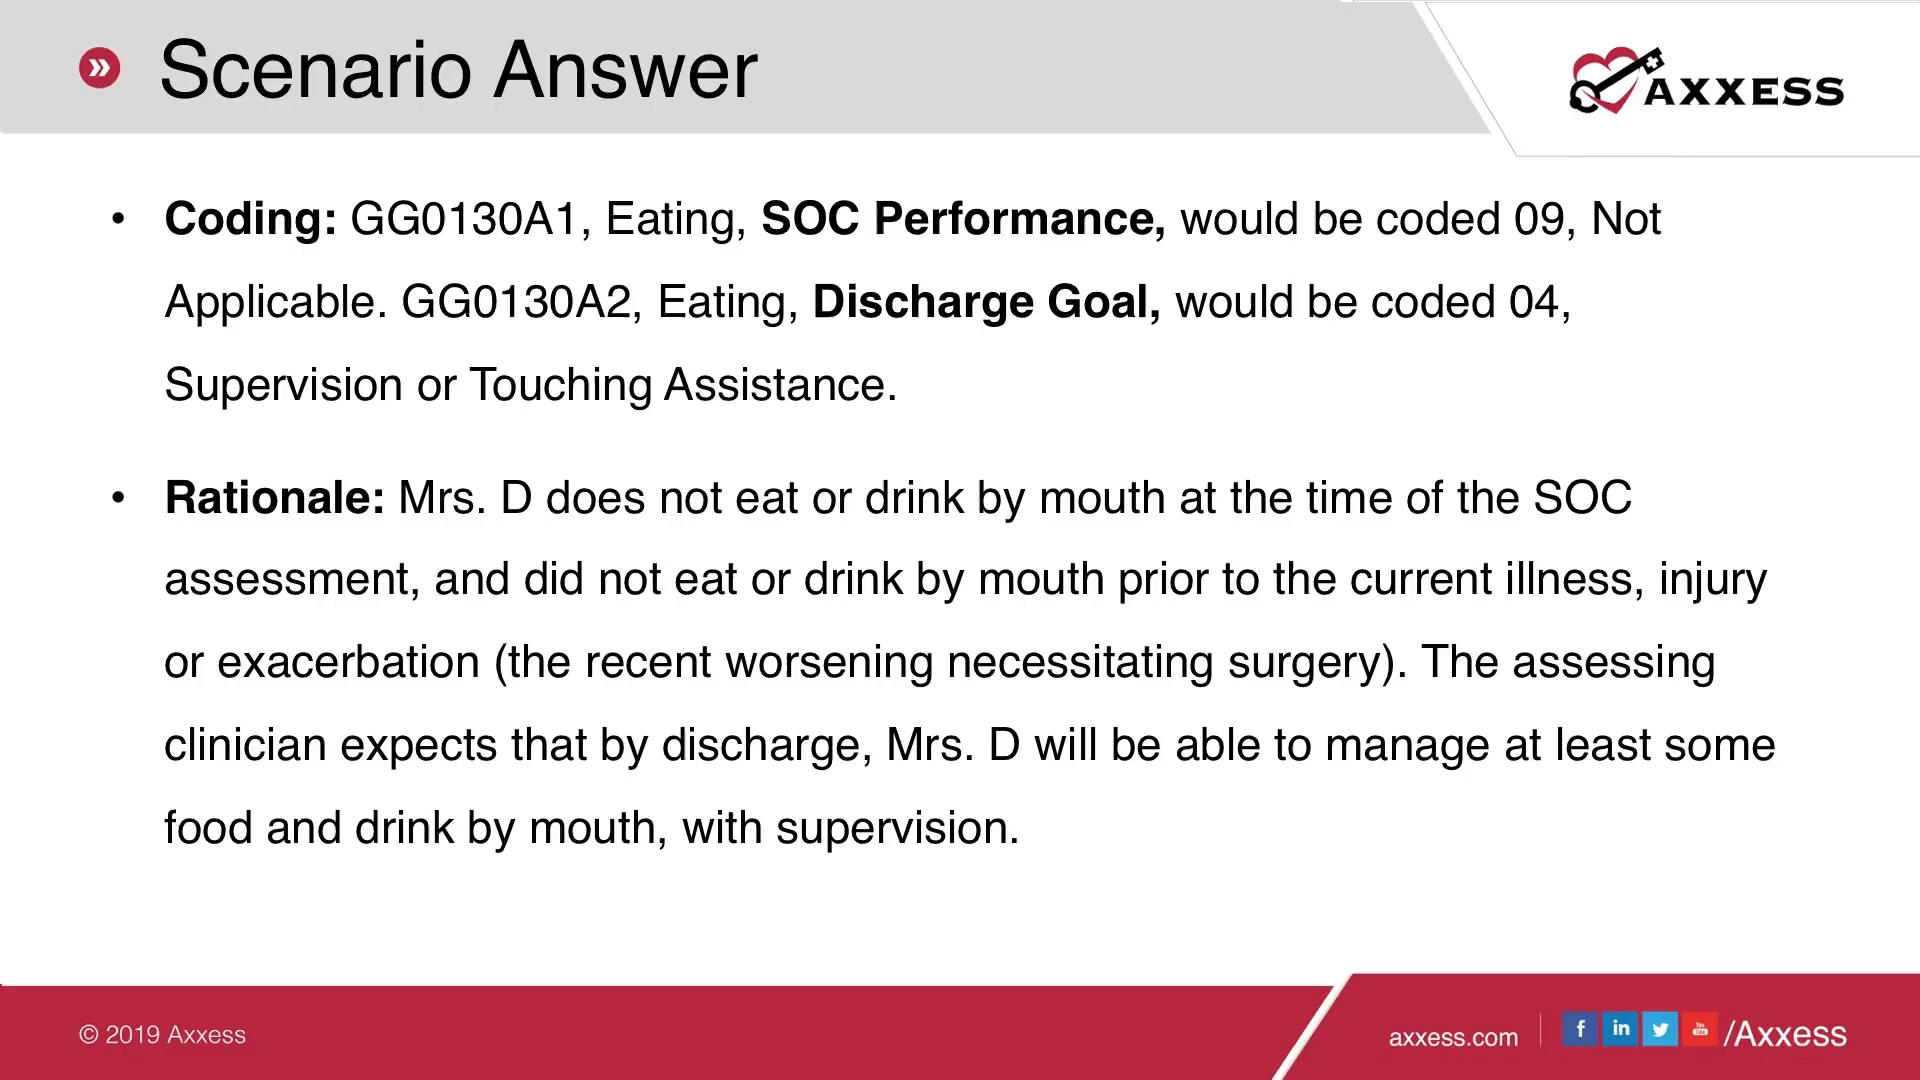 Scenario Answer
AXXESS
• Coding: GG0130A1, Eating, SOC Performance, would be coded 09, Not
Applicable. GG0130A2, Eating, Discharge Goal, would be coded 04,
Supervision or Touching Assistance.
• Rationale: Mrs. D does not eat or drink by mouth at the time of the SOC
assessment, and did not eat or drink by mouth prior to the current illness, injury
or exacerbation (the recent worsening necessitating surgery). The assessing
clinician expects that by discharge, Mrs. D will be able to manage at least some
food and drink by mouth, with supervision.
© 2019 Axxess
axxess.com
f in You Tube /Axxess